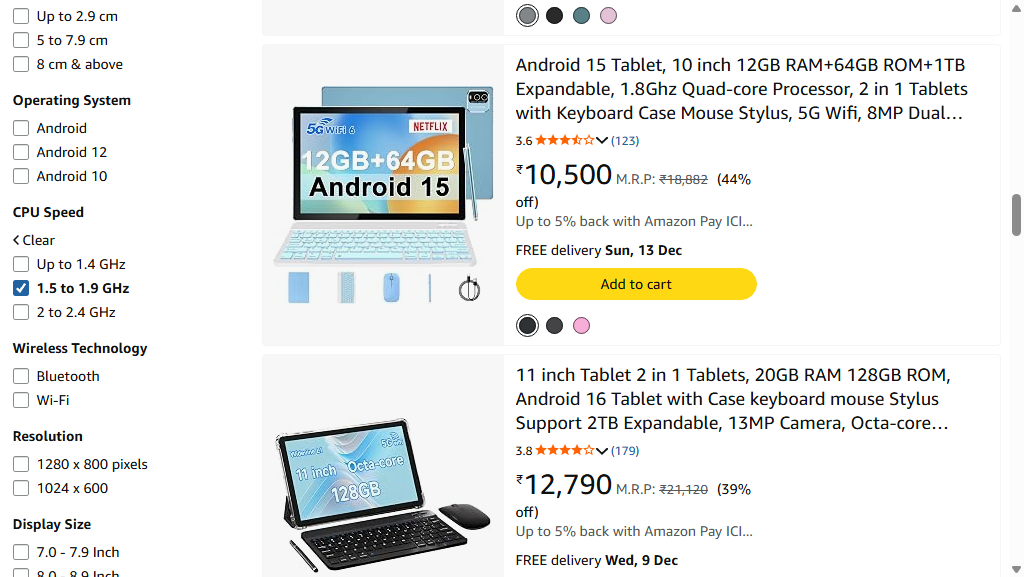 Up to 2.9 cm
5 to 7.9 cm
8 cm & above
Operating System
Android
Android 12
Android 10
CPU Speed
Clear
Up to 1.4 GHz
1.5 to 1.9 GHz
2 to 2.4 GHz
Wireless Technology
Bluetooth
Wi-Fi
Resolution
1280 x 800 pixels
1024 x 600
Display Size
7.0 - 7.9 Inch
8.0 - 8.9 Inch
5G WiFi 6
NETFLIX
12GB+64GB
Android 15
Android 15 Tablet, 10 inch 12GB RAM+64GB ROM+1TB
Expandable, 1.8Ghz Quad-core Processor, 2 in 1 Tablets
with Keyboard Case Mouse Stylus, 5G Wifi, 8MP Dual...
3.6 (123)
₹10,500 M.R.P: ₹18,882 (44%
off)
Up to 5% back with Amazon Pay ICI...
FREE delivery Sun, 13 Dec
Add to cart
11 inch Octa-core
128GB
11 inch Tablet 2 in 1 Tablets, 20GB RAM 128GB ROM,
Android 16 Tablet with Case keyboard mouse Stylus
Support 2TB Expandable, 13MP Camera, Octa-core...
3.8 (179)
₹12,790 M.R.P: ₹21,120 (39%
off)
Up to 5% back with Amazon Pay ICI...
FREE delivery Wed, 9 Dec